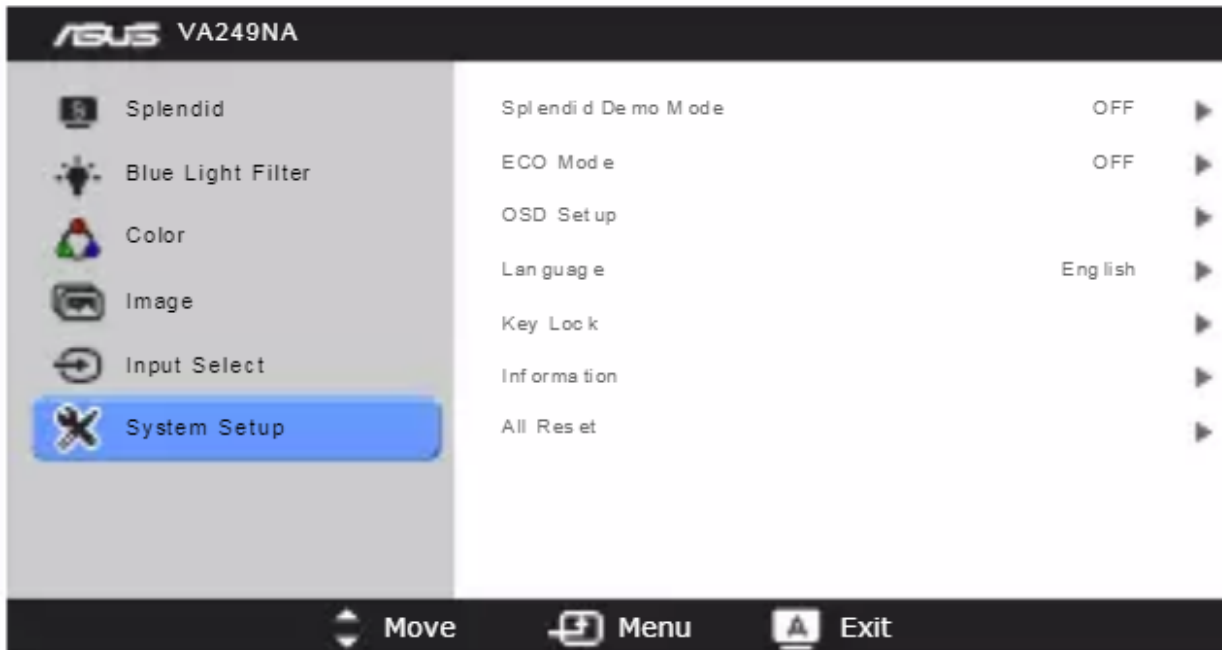 ASUS VA249NA
Splendid
Blue Light Filter
Color
Image
Input Select
System Setup
Splendid Demo Mode OFF
ECO Mode OFF
OSD Setup
Language English
Key Lock
Information
All Reset
Move Menu A Exit